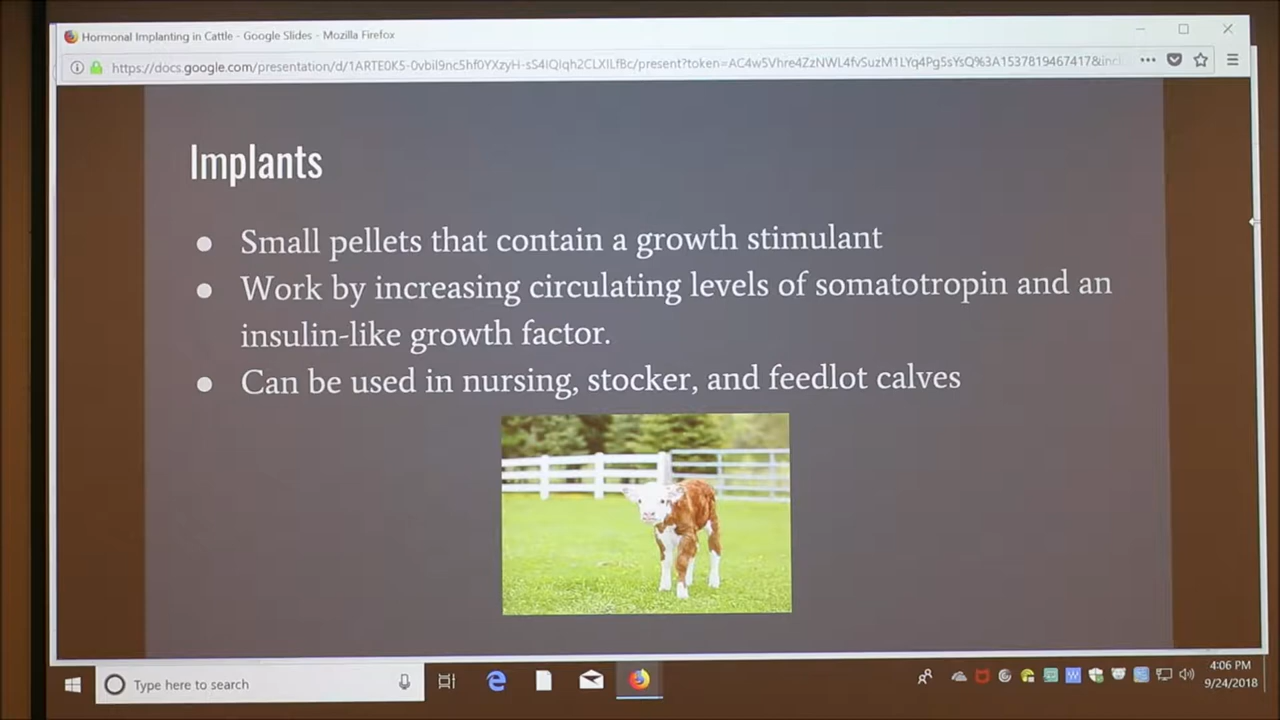 Hormonal Implanting in Cattle - Google Slides - Mozilla Firefox
Implants
● Small pellets that contain a growth stimulant
● Work by increasing circulating levels of somatotropin and an
insulin-like growth factor.
● Can be used in nursing, stocker, and feedlot calves
Type here to search
4:06 PM
9/24/2018